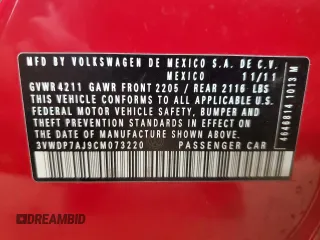 MFD BY VOLKSWAGEN DE MEXICO S.A. DE C.V.
MEXICO 11/11
GVWR 4211 GAWR FRONT 2205 / REAR 2116 LBS
THIS VEHICLE CONFORMS TO ALL APPLICABLE U.S.
FEDERAL MOTOR VEHICLE SAFETY, BUMPER AND
THEFT PREVENTION STANDARDS IN EFFECT ON
THE DATE OF MANUFACTURE SHOWN ABOVE.
3VWDP7AJ9CM073220 PASSENGER CAR
4646814 1013 M
DREAMBID